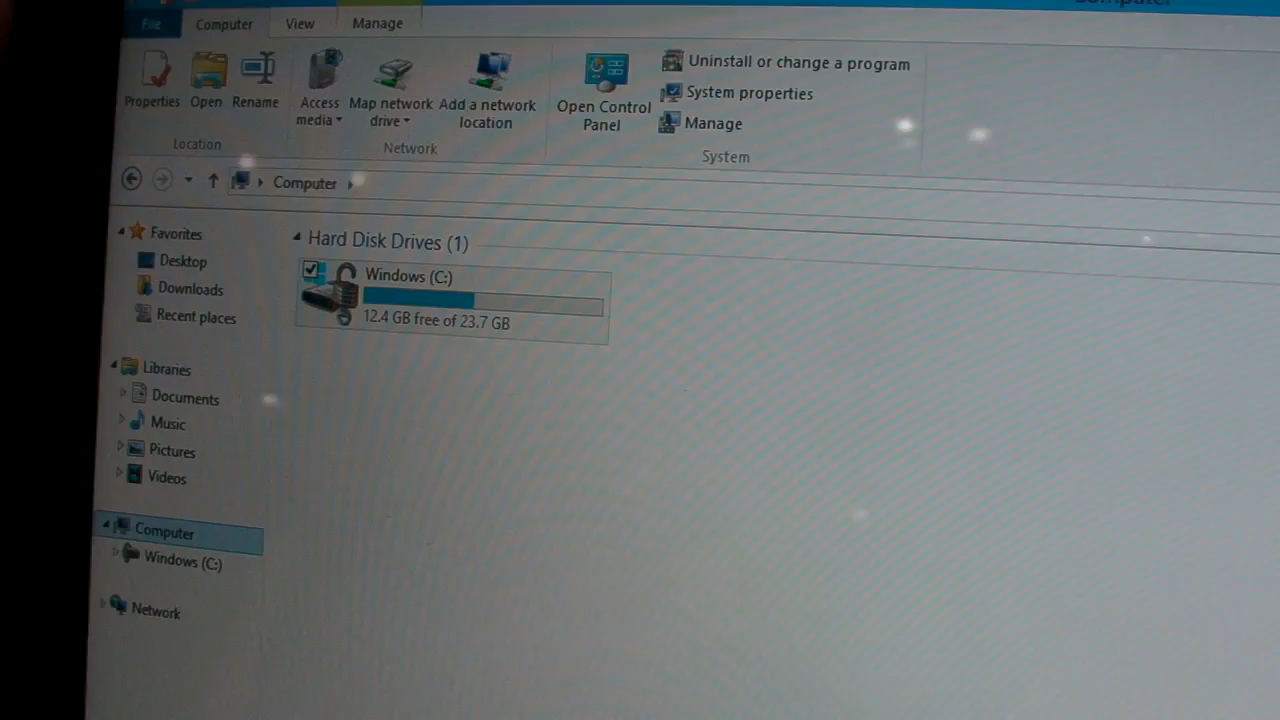 File Computer View Manage
Properties Open Rename
Access media
Map network drive
Add a network location
Open Control Panel
Uninstall or change a program
System properties
Manage
Location Network System
Computer
Favorites
Desktop
Downloads
Recent places
Libraries
Documents
Music
Pictures
Videos
Computer
Windows (C:)
Network
Hard Disk Drives (1)
Windows (C:)
12.4 GB free of 23.7 GB